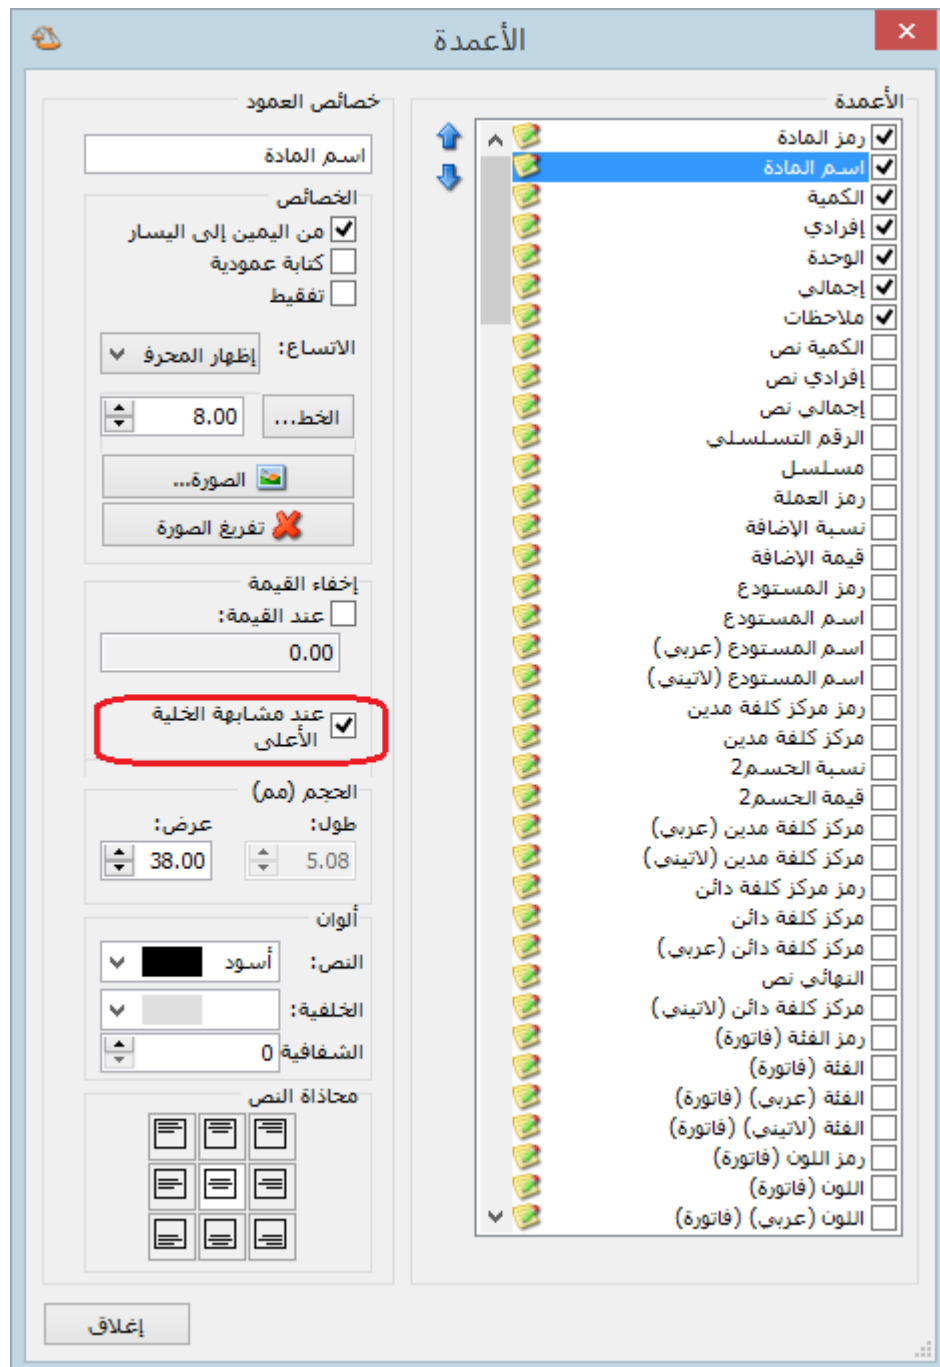 الأعمدة
الأعمدة
رمز المادة
اسم المادة
الكمية
إفرادي
الوحدة
إجمالي
ملاحظات
الكمية نص
إفرادي نص
إجمالي نص
الرقم التسلسلي
مسلسل
رمز العملة
نسبة الإضافة
قيمة الإضافة
رمز المستودع
اسم المستودع
اسم المستودع (عربي)
اسم المستودع (لاتيني)
رمز مركز كلفة مدين
مركز كلفة مدين
نسبة الحسم2
قيمة الحسم2
مركز كلفة مدين (عربي)
مركز كلفة مدين (لاتيني)
رمز مركز كلفة دائن
مركز كلفة دائن
مركز كلفة دائن (عربي)
النهائي نص
مركز كلفة دائن (لاتيني)
رمز الفئة (فاتورة)
الفئة (فاتورة)
الفئة (عربي) (فاتورة)
الفئة (لاتيني) (فاتورة)
رمز اللون (فاتورة)
اللون (فاتورة)
اللون (عربي) (فاتورة)
خصائص العمود
اسم المادة
الخصائص
من اليمين إلى اليسار
كتابة عمودية
تفقيط
الاتساع: إظهار المحرف
الخط... 8.00
الصورة...
تفريغ الصورة
إخفاء القيمة
عند القيمة:
0.00
عند مشابهة الخلية
الأعلى
الحجم (مم)
طول: عرض:
5.08 38.00
ألوان
النص: أسود
الخلفية:
الشفافية 0
محاذاة النص
إغلاق